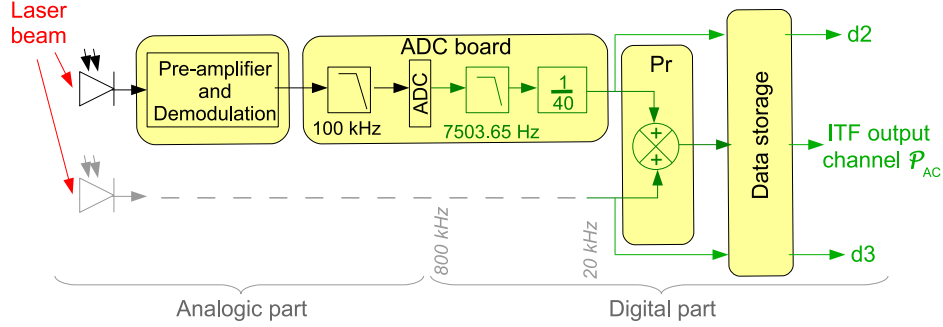 Laser
beam
Pre-amplifier
and
Demodulation
ADC board
100 kHz
ADC
7503.65 Hz
1
40
Pr
+
+
Data storage
d2
ITF output
channel 𝒫AC
d3
800 kHz
20 kHz
Analogic part
Digital part